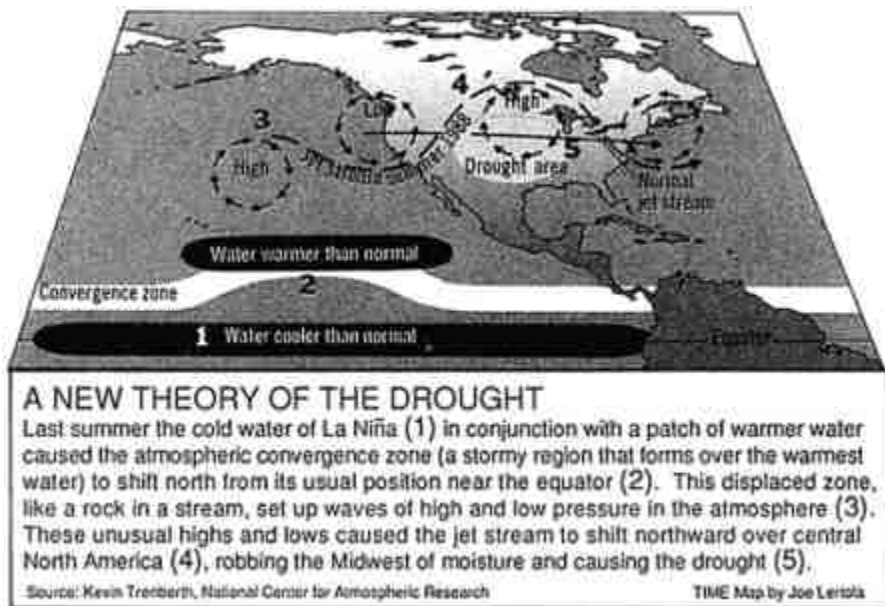 4
Low
High
3
5
High
Spring and summer 1988
Drought area
Normal
jet stream
Water warmer than normal
2
Convergence zone
1 Water cooler than normal
Equator
A NEW THEORY OF THE DROUGHT
Last summer the cold water of La Niña (1) in conjunction with a patch of warmer water
caused the atmospheric convergence zone (a stormy region that forms over the warmest
water) to shift north from its usual position near the equator (2). This displaced zone,
like a rock in a stream, set up waves of high and low pressure in the atmosphere (3).
These unusual highs and lows caused the jet stream to shift northward over central
North America (4), robbing the Midwest of moisture and causing the drought (5).
Source: Kevin Trenberth, National Center for Atmospheric Research
TIME Map by Joe Lertola